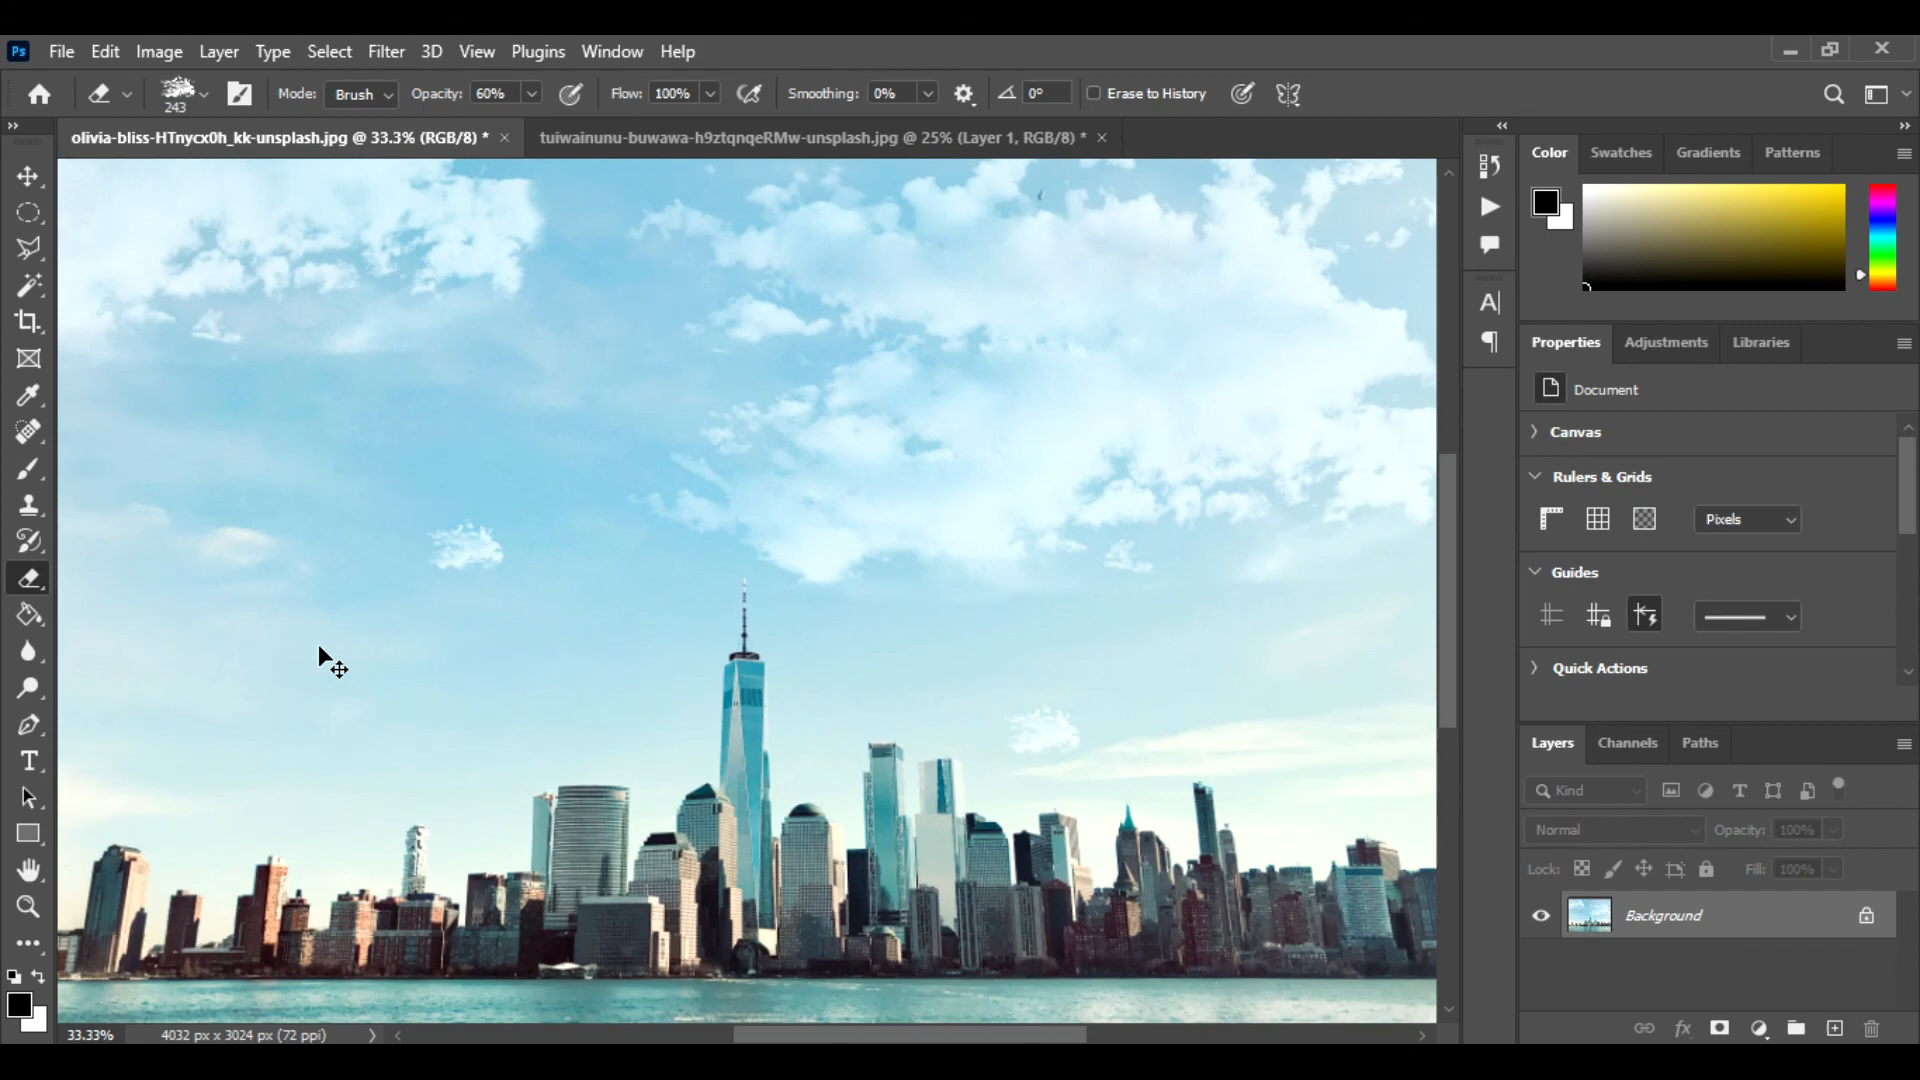 Ps File Edit Image Layer Type Select Filter 3D View Plugins Window Help
243 Mode: Brush Opacity: 60% Flow: 100% Smoothing: 0% 0° Erase to History
olivia-bliss-HTnycx0h_kk-unsplash.jpg @ 33.3% (RGB/8) * tuiwainunu-buwawa-h9ztqnqeRMw-unsplash.jpg @ 25% (Layer 1, RGB/8) *
Color Swatches Gradients Patterns
Properties Adjustments Libraries
Document
Canvas
Rulers & Grids
Pixels
Guides
Quick Actions
Layers Channels Paths
Kind
Normal Opacity: 100%
Lock: Fill: 100%
Background
33.33% 4032 px x 3024 px (72 ppi)